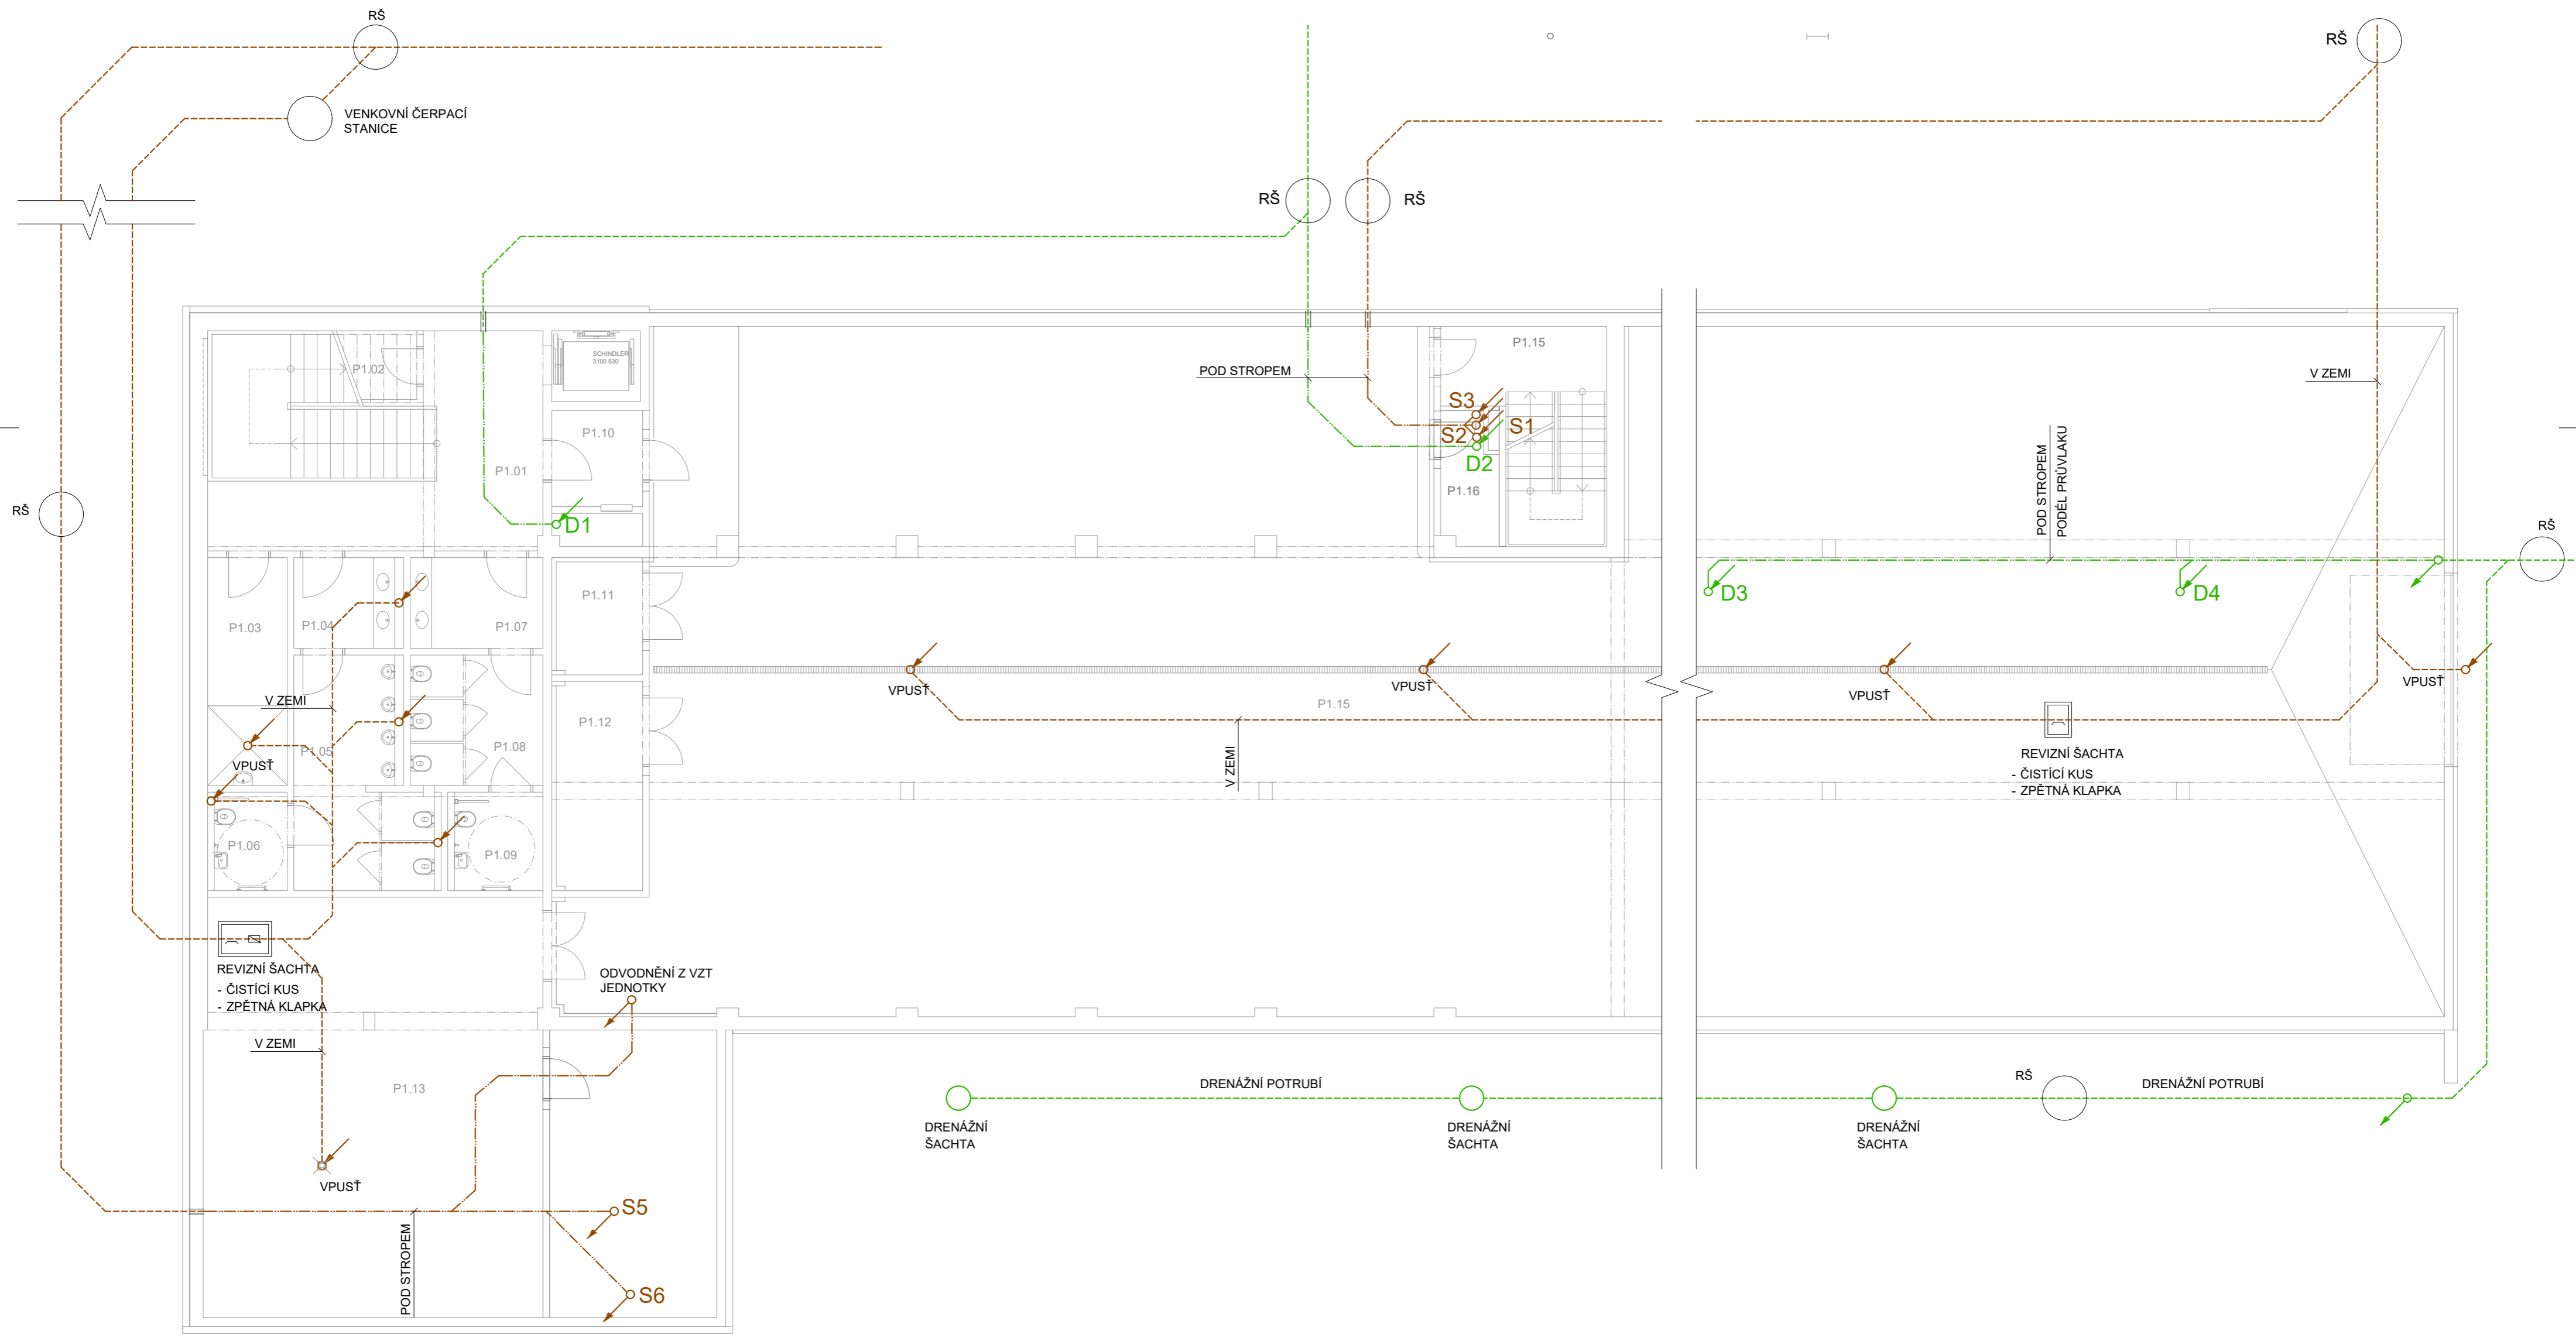 RŠ
RŠ
VENKOVNÍ ČERPACÍ
STANICE
RŠ
RŠ
SCHINDLER
3100 630
P1.02
P1.15
POD STROPEM
V ZEMI
S3
S1
S2
D2
P1.10
P1.01
P1.16
POD STROPEM
PODÉL PRŮVLAKU
RŠ
D1
RŠ
P1.11
D3
D4
P1.03
P1.04
P1.07
VPUSŤ
VPUSŤ
VPUSŤ
VPUSŤ
V ZEMI
P1.15
P1.12
P1.05
P1.08
VPUSŤ
V ZEMI
REVIZNÍ ŠACHTA
- ČISTÍCÍ KUS
- ZPĚTNÁ KLAPKA
P1.06
P1.09
REVIZNÍ ŠACHTA
- ČISTÍCÍ KUS
- ZPĚTNÁ KLAPKA
ODVODNĚNÍ Z VZT
JEDNOTKY
V ZEMI
P1.13
DRENÁŽNÍ POTRUBÍ
RŠ
DRENÁŽNÍ POTRUBÍ
DRENÁŽNÍ
ŠACHTA
DRENÁŽNÍ
ŠACHTA
DRENÁŽNÍ
ŠACHTA
VPUSŤ
S5
POD STROPEM
S6